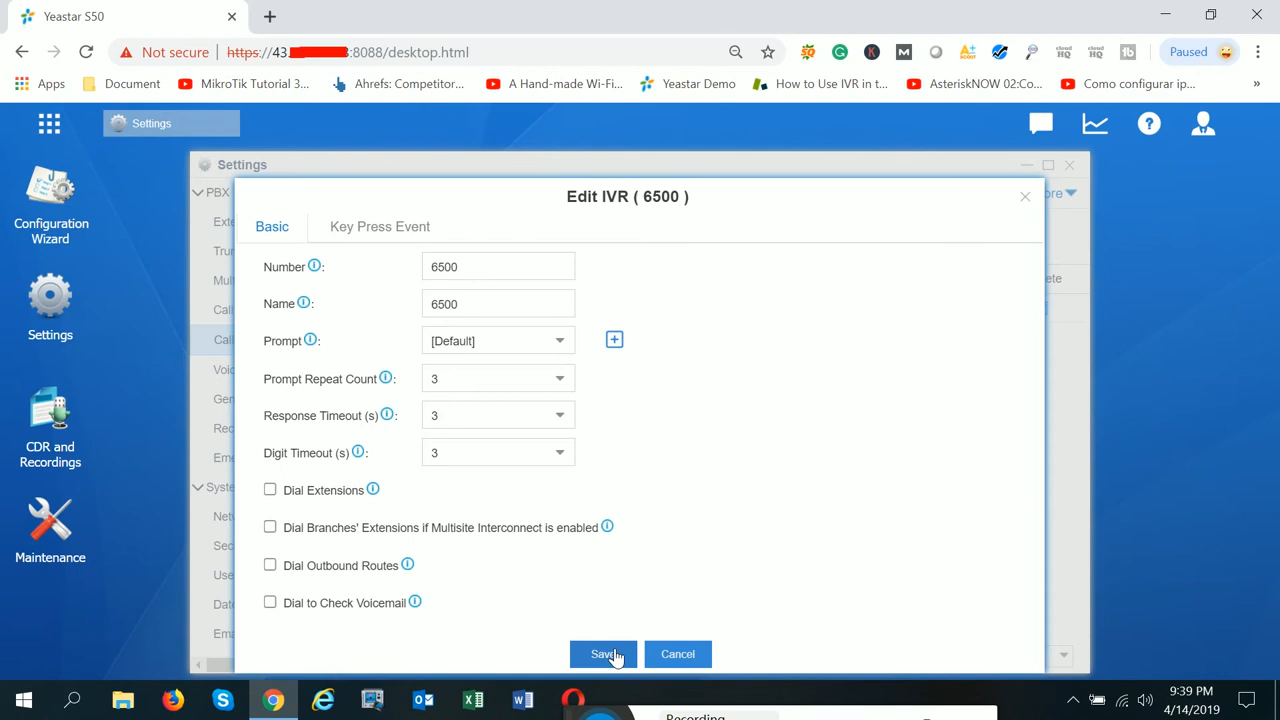 Yeastar S50
Not secure https://43. :8088/desktop.html
Paused
Apps Document MikroTik Tutorial 3... Ahrefs: Competitor... A Hand-made Wi-Fi... Yeastar Demo How to Use IVR in t... AsteriskNOW 02:Co... Como configurar ip... »
Settings
Settings
PBX
Edit IVR ( 6500 )
Configuration
Wizard
Basic Key Press Event
Number : 6500
Name : 6500
Prompt : [Default]
Settings
Prompt Repeat Count : 3
Response Timeout (s) : 3
CDR and
Recordings
Digit Timeout (s) : 3
Dial Extensions
Dial Branches' Extensions if Multisite Interconnect is enabled
Maintenance
Dial Outbound Routes
Dial to Check Voicemail
Save Cancel
9:39 PM
4/14/2019
Recording